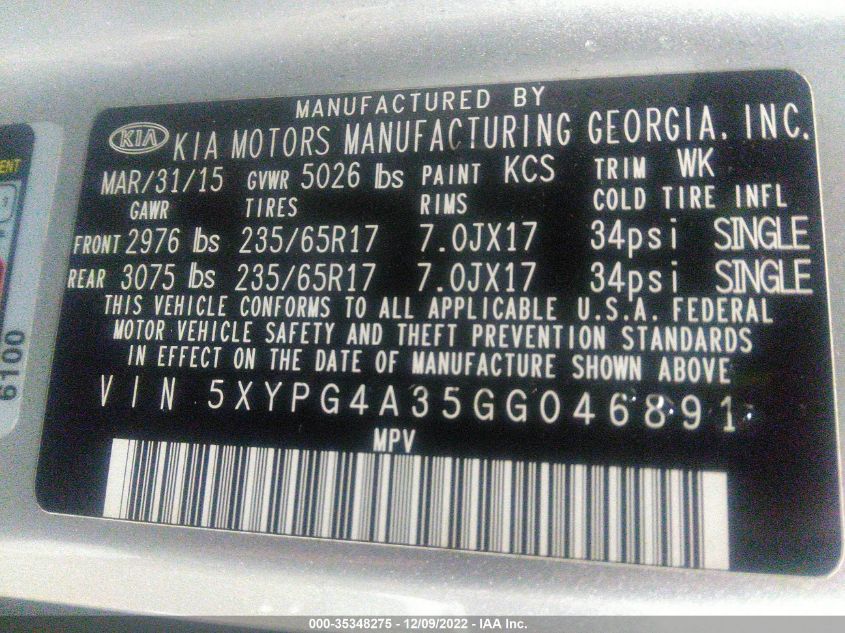 MANUFACTURED BY
KIA KIA MOTORS MANUFACTURING GEORGIA, INC.
MAR/31/15 GVWR 5026 lbs PAINT KCS TRIM WK
GAWR TIRES RIMS COLD TIRE INFL
FRONT 2976 lbs 235/65R17 7.0JX17 34psi SINGLE
REAR 3075 lbs 235/65R17 7.0JX17 34psi SINGLE
THIS VEHICLE CONFORMS TO ALL APPLICABLE U.S.A. FEDERAL
MOTOR VEHICLE SAFETY AND THEFT PREVENTION STANDARDS
IN EFFECT ON THE DATE OF MANUFACTURE SHOWN ABOVE
VIN 5XYPG4A35GG046891
MPV
6100
000-35348275 - 12/09/2022 - IAA Inc.